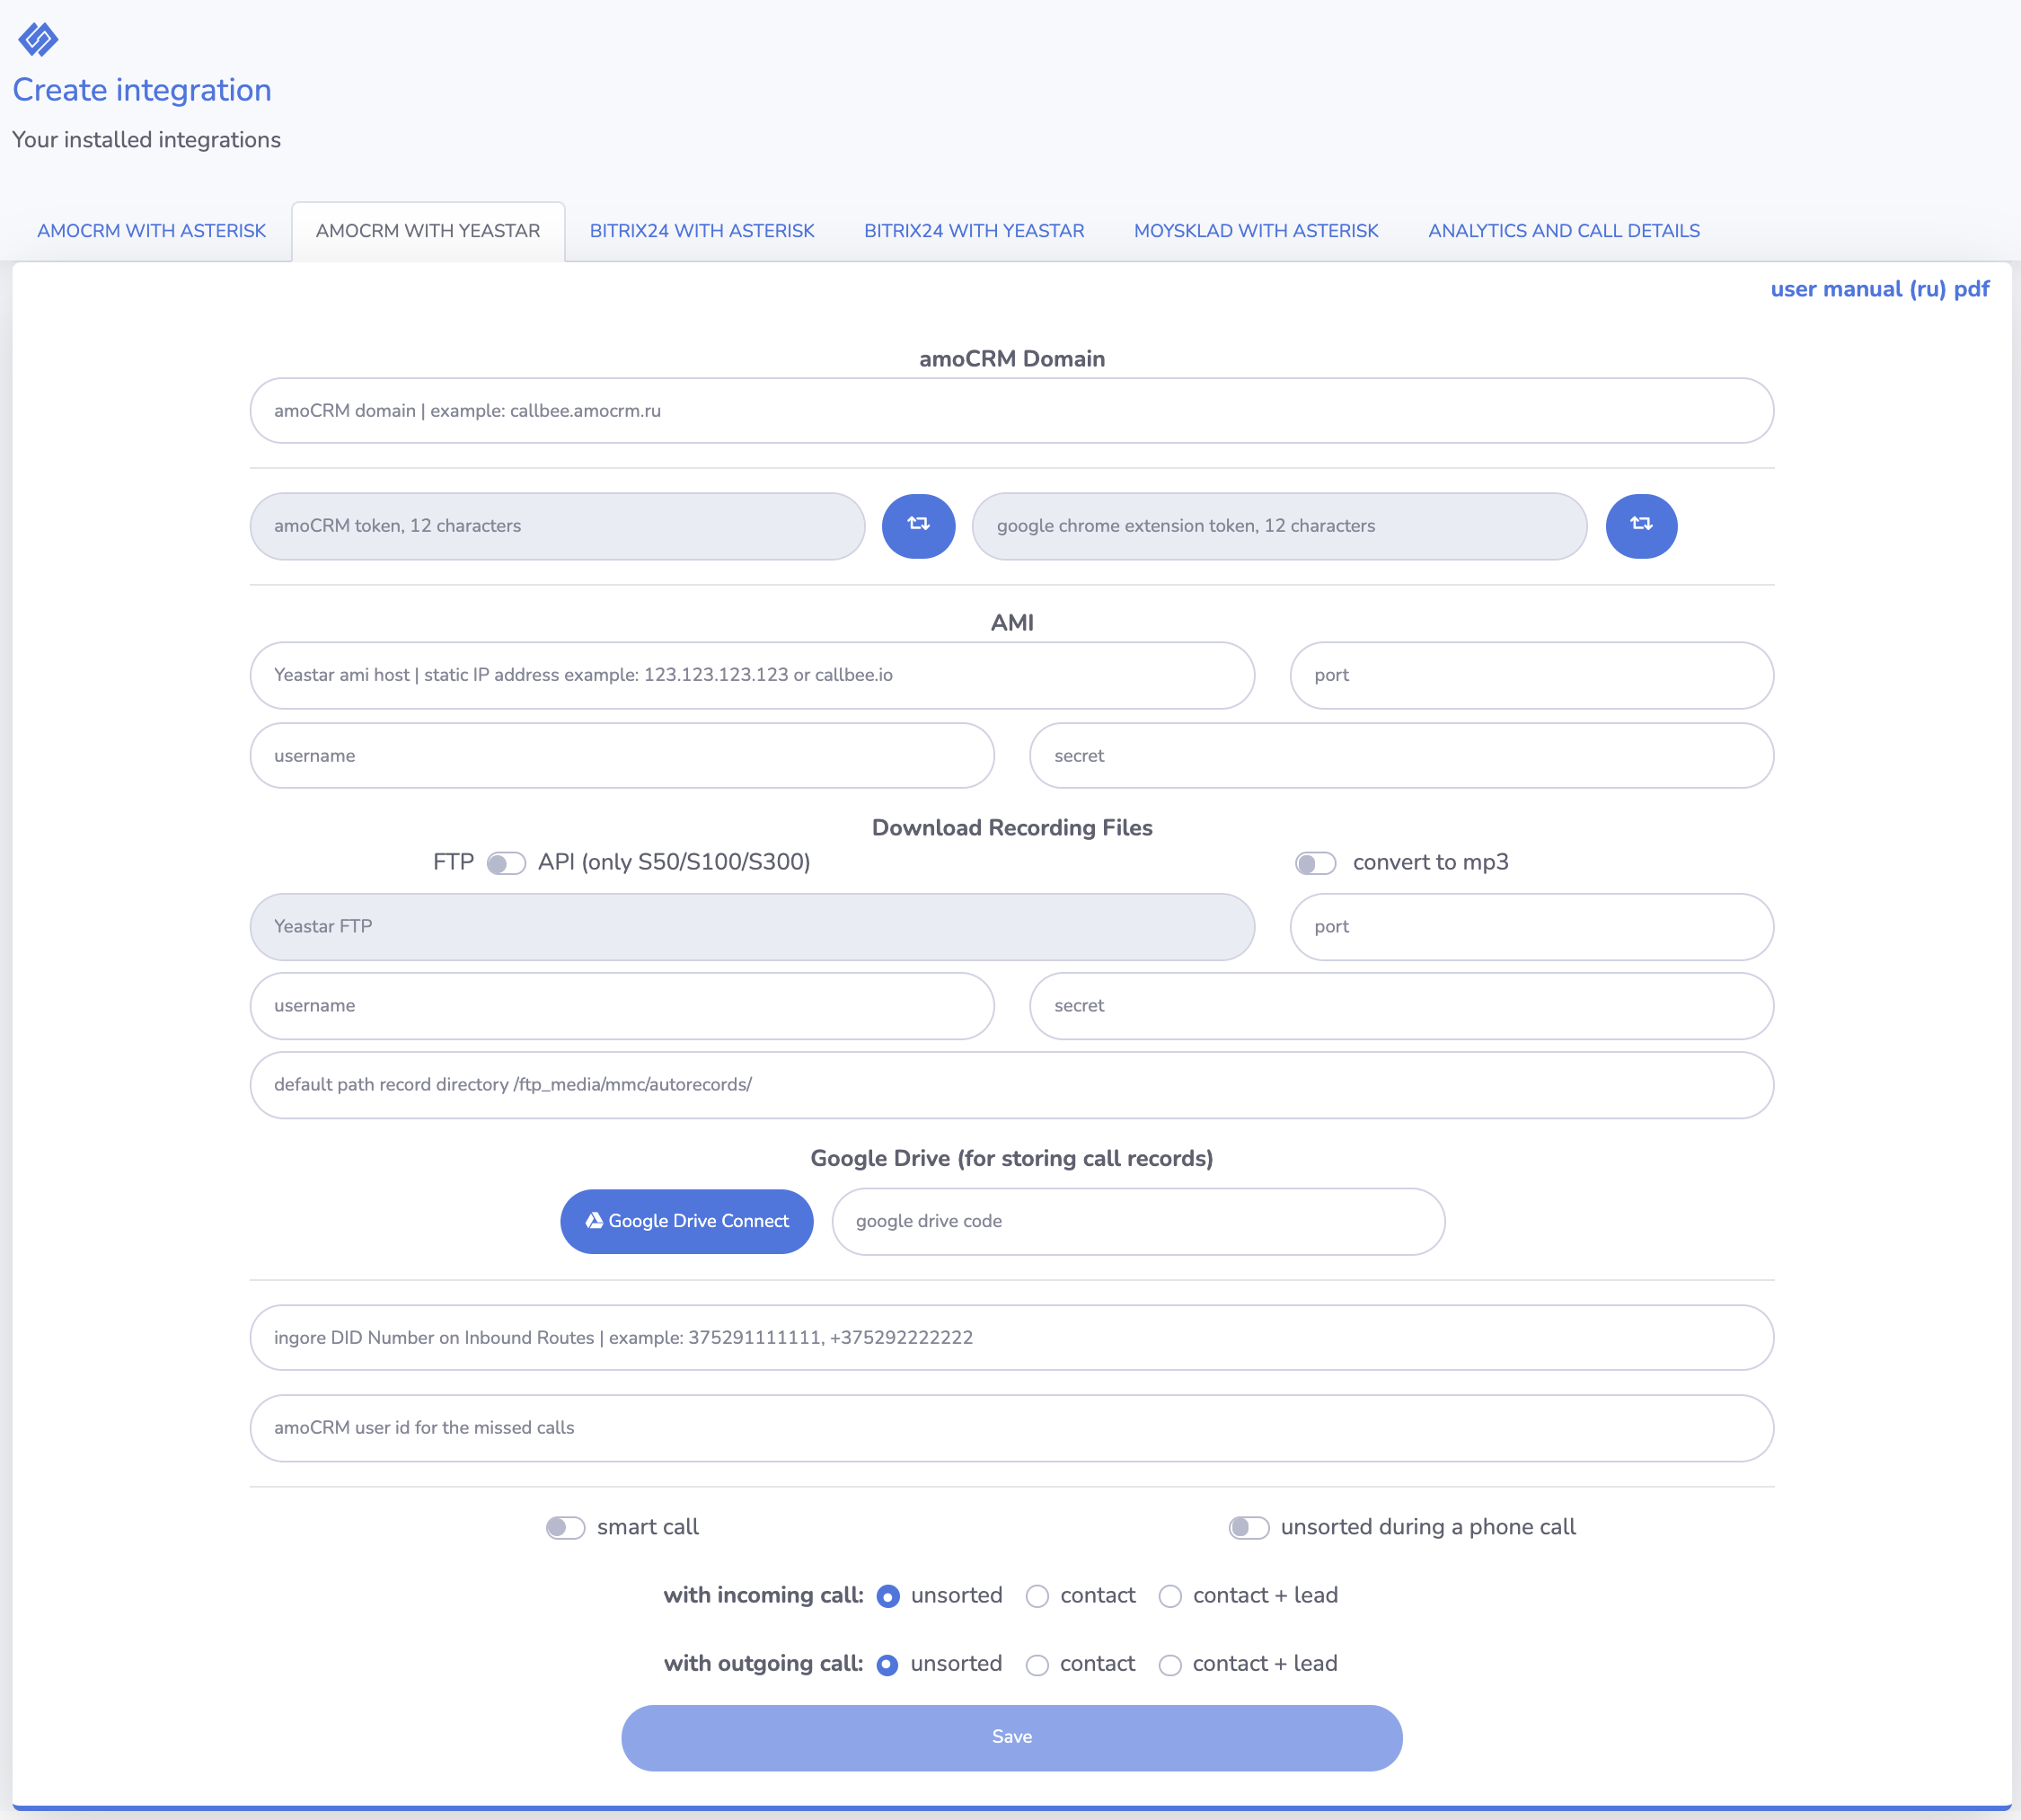 Create integration
Your installed integrations
AMOCRM WITH ASTERISK AMOCRM WITH YEASTAR BITRIX24 WITH ASTERISK BITRIX24 WITH YEASTAR MOYSKLAD WITH ASTERISK ANALYTICS AND CALL DETAILS
user manual (ru) pdf
amoCRM Domain
amoCRM domain | example: callbee.amocrm.ru
amoCRM token, 12 characters google chrome extension token, 12 characters
AMI
Yeastar ami host | static IP address example: 123.123.123.123 or callbee.io port
username secret
Download Recording Files
FTP API (only S50/S100/S300) convert to mp3
Yeastar FTP port
username secret
default path record directory /ftp_media/mmc/autorecords/
Google Drive (for storing call records)
Google Drive Connect google drive code
ingore DID Number on Inbound Routes | example: 375291111111, +375292222222
amoCRM user id for the missed calls
smart call unsorted during a phone call
with incoming call: unsorted contact contact + lead
with outgoing call: unsorted contact contact + lead
Save